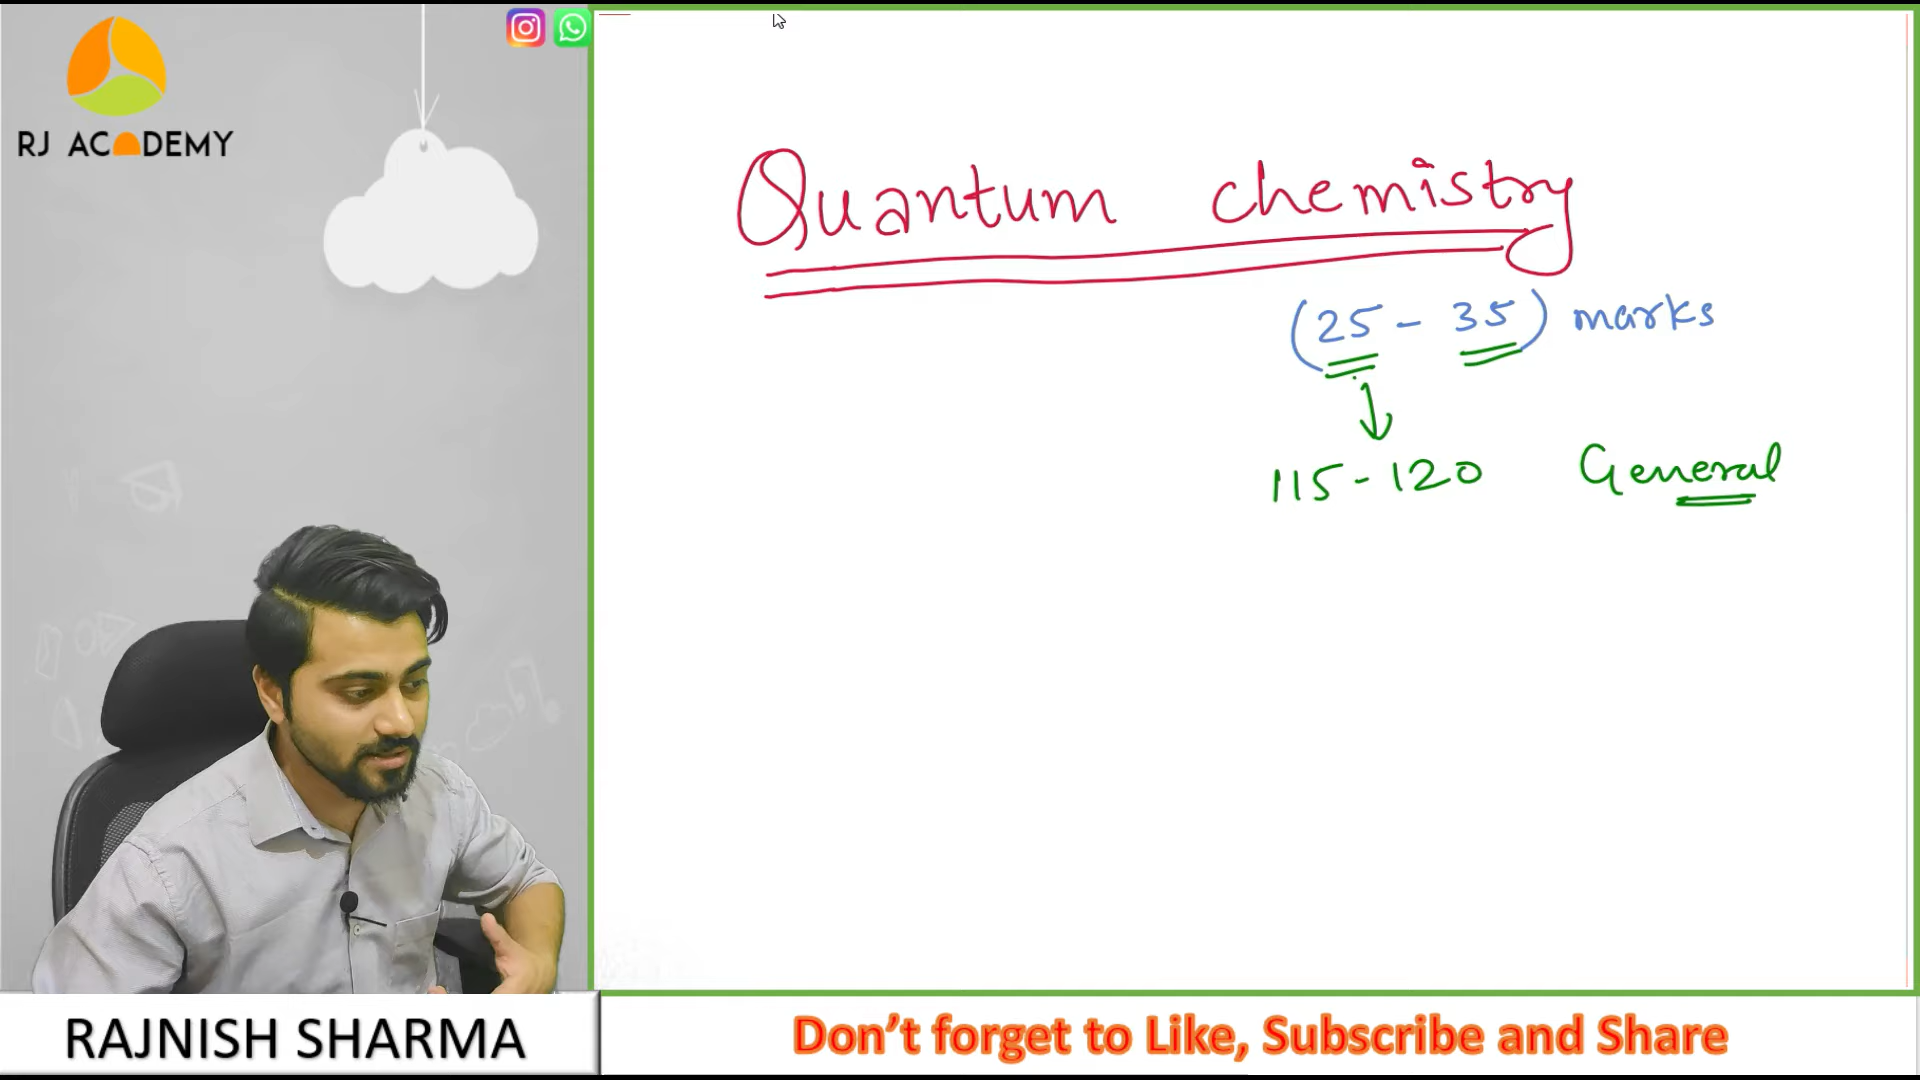 RJ ACADEMY
Quantum chemistry
(25 - 35) marks
115 - 120 General
RAJNISH SHARMA
Don't forget to Like, Subscribe and Share